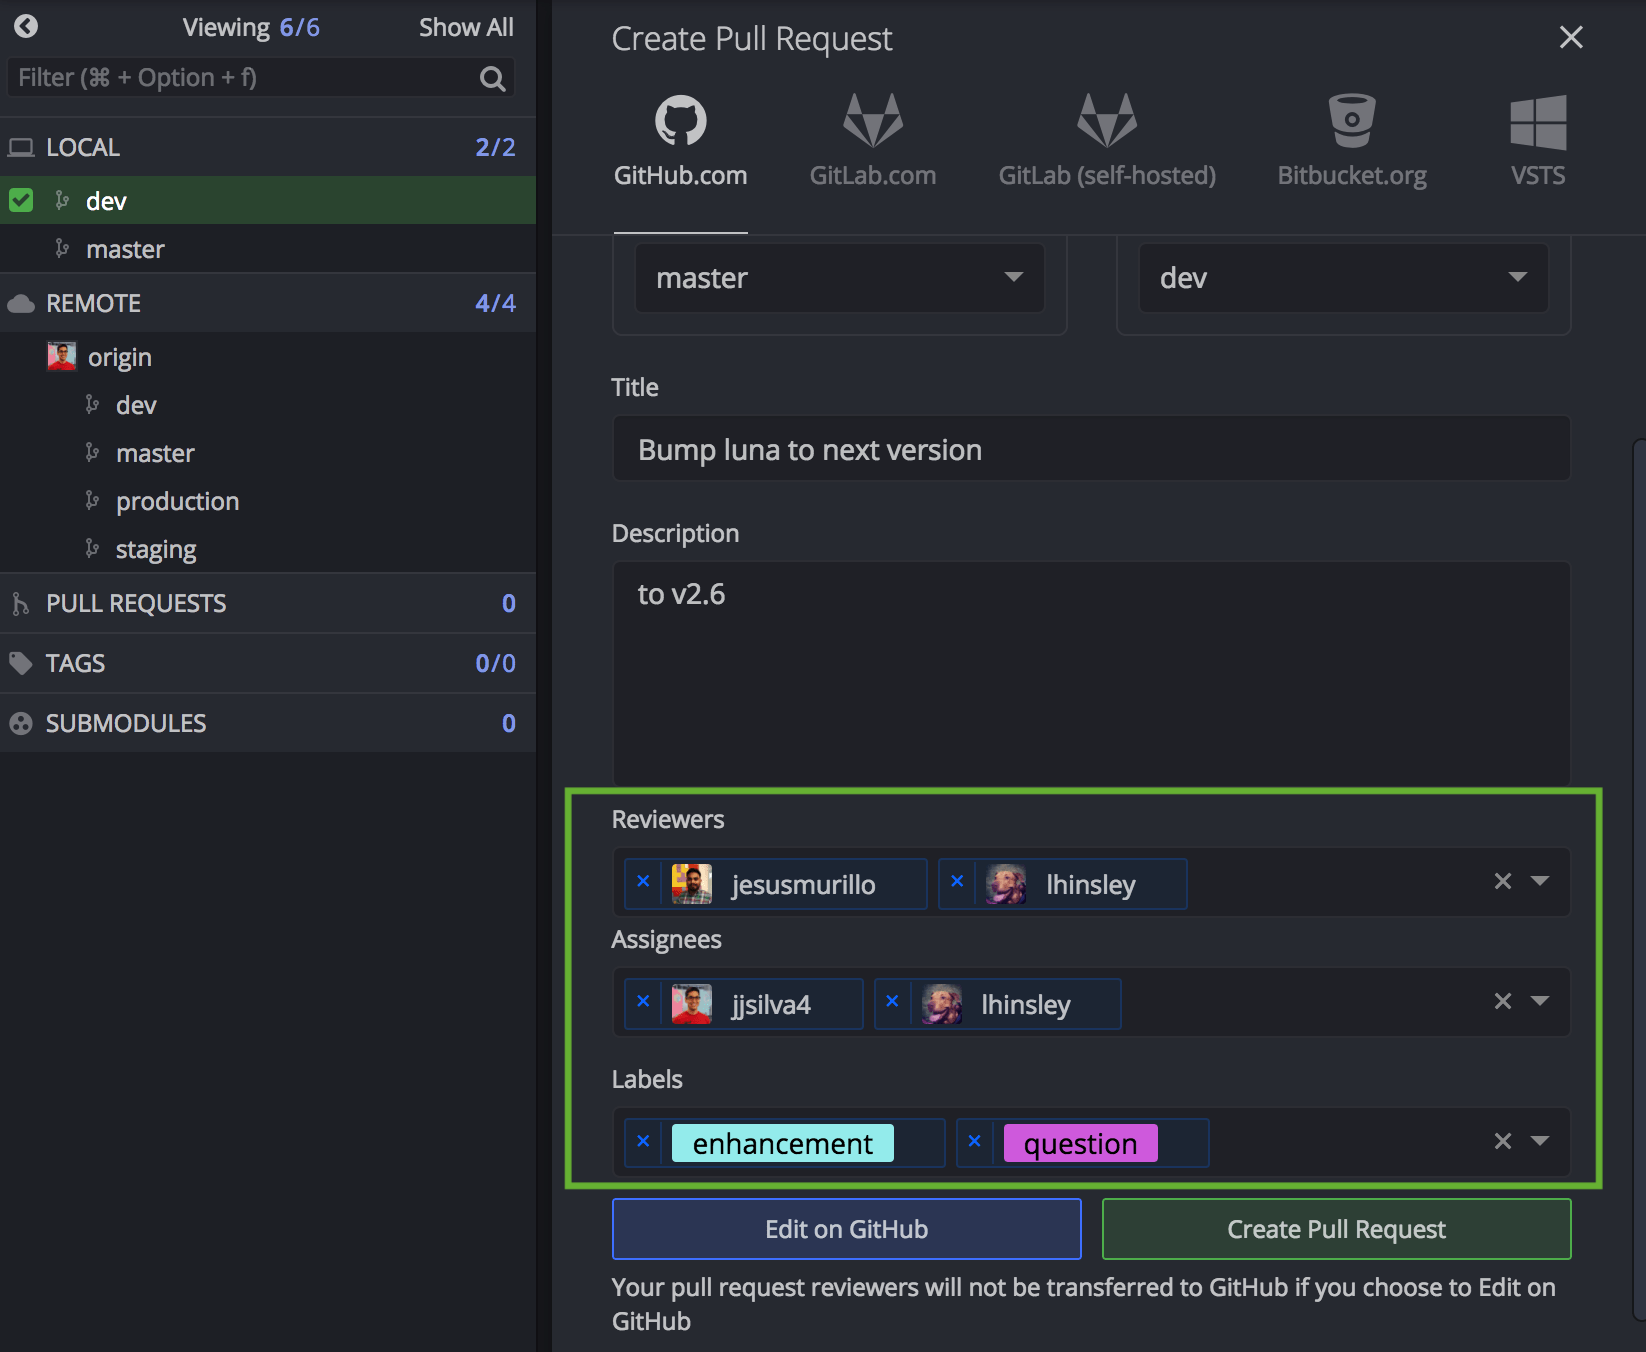 Viewing 6/6 Show All
Filter (⌘ + Option + f)
LOCAL 2/2
dev
master
REMOTE 4/4
origin
dev
master
production
staging
PULL REQUESTS 0
TAGS 0/0
SUBMODULES 0
Create Pull Request
GitHub.com GitLab.com GitLab (self-hosted) Bitbucket.org VSTS
master dev
Title
Bump luna to next version
Description
to v2.6
Reviewers
jesusmurillo lhinsley
Assignees
jjsilva4 lhinsley
Labels
enhancement question
Edit on GitHub Create Pull Request
Your pull request reviewers will not be transferred to GitHub if you choose to Edit on
GitHub